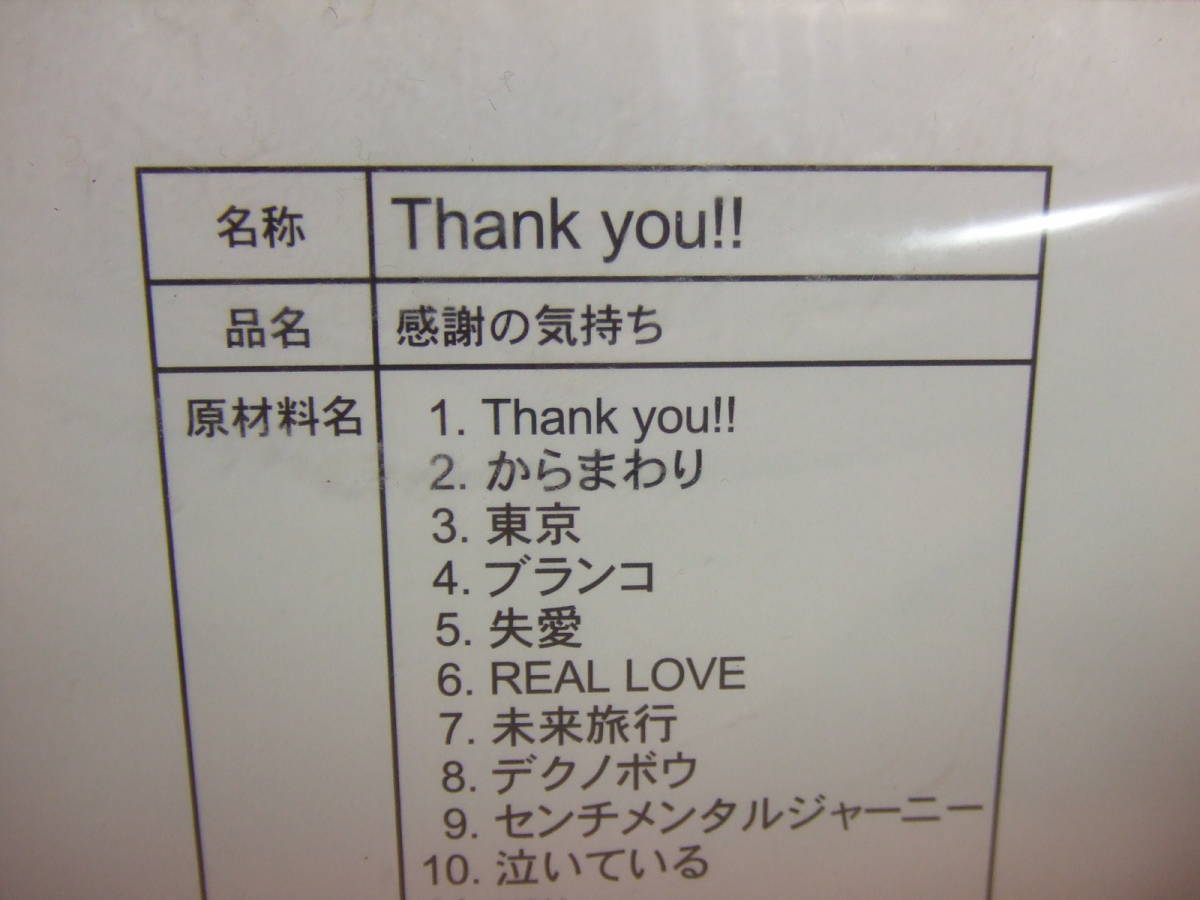 名称 Thank you!!
品名 感謝の気持ち
原材料名 1. Thank you!!
2. からまわり
3. 東京
4. ブランコ
5. 失愛
6. REAL LOVE
7. 未来旅行
8. デクノボウ
9. センチメンタルジャーニー
10. 泣いている